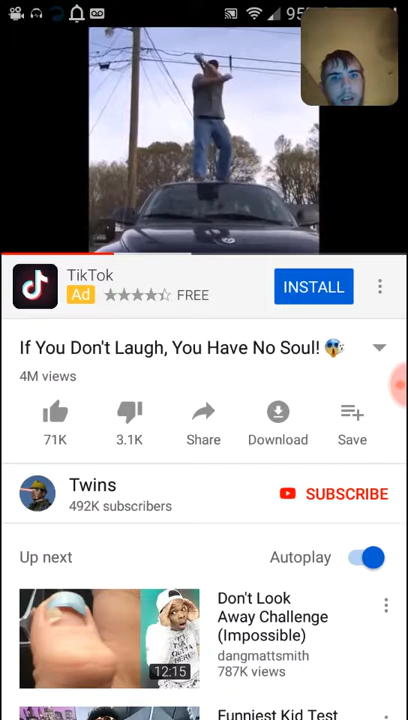 95
TikTok
Ad FREE
INSTALL
If You Don't Laugh, You Have No Soul! 😱
4M views
71K
3.1K
Share
Download
Save
Twins
492K subscribers
SUBSCRIBE
Up next
Autoplay
12:15
Don't Look
Away Challenge
(Impossible)
dangmattsmith
787K views
Funniest Kid Test